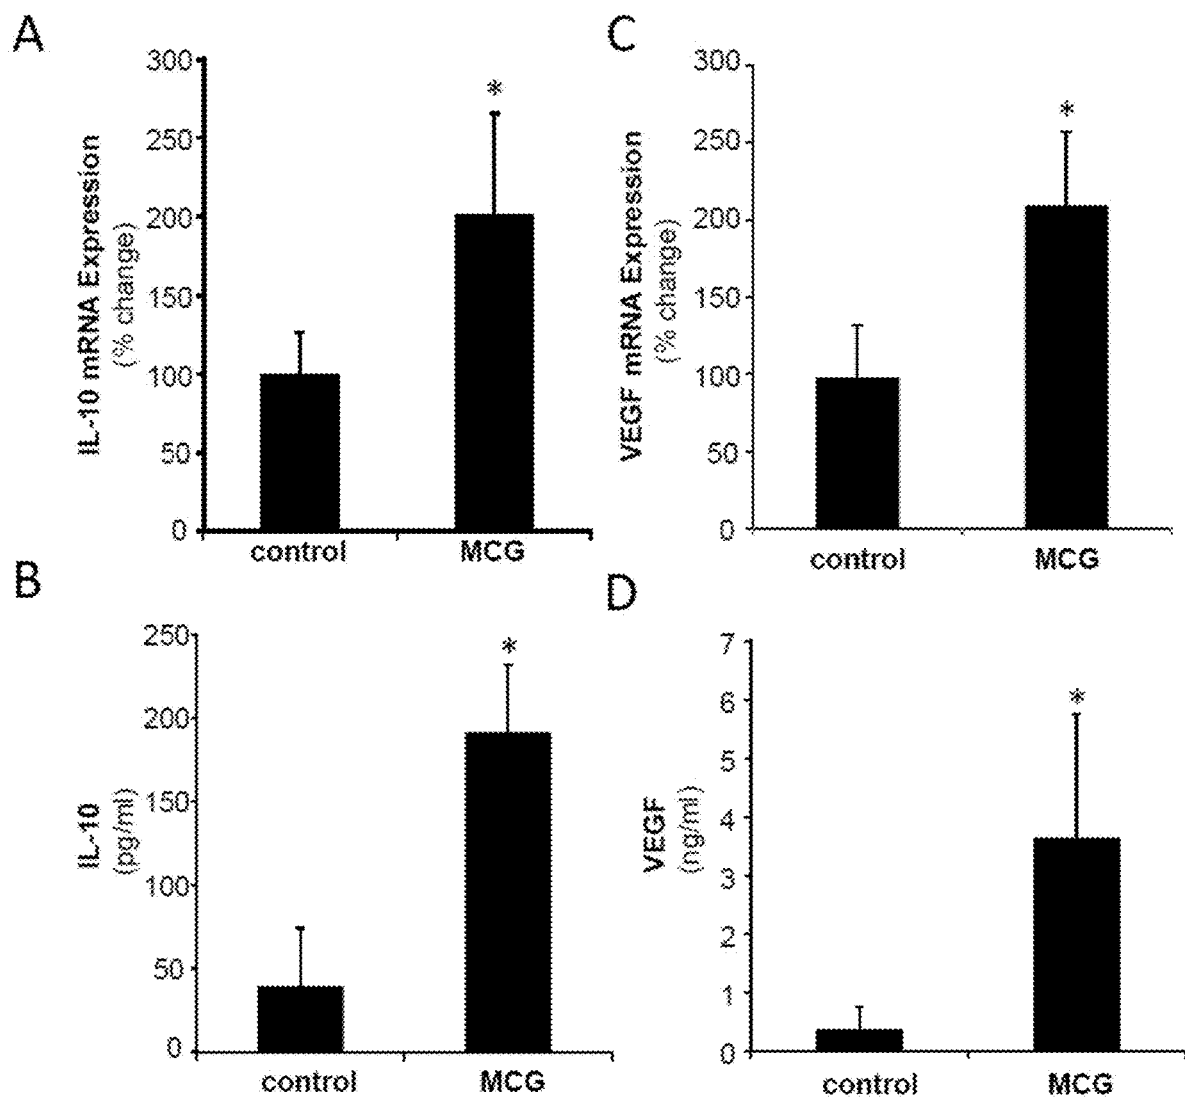 A
IL-10 mRNA Expression
(% change)
300
250
200
150
100
50
0
*
control
MCG
C
VEGF mRNA Expression
(% change)
300
250
200
150
100
50
0
*
control
MCG
B
IL-10
(pg/ml)
250
200
150
100
50
0
*
control
MCG
D
VEGF
(ng/ml)
7
6
5
4
3
2
1
0
*
control
MCG